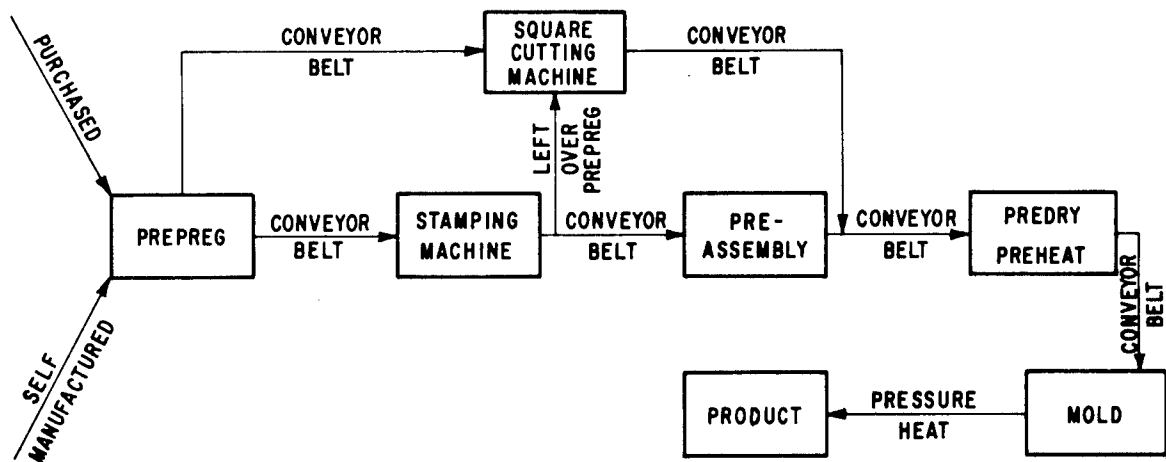 PURCHASED
CONVEYOR
BELT
SQUARE
CUTTING
MACHINE
CONVEYOR
BELT
LEFT
OVER
PREPREG
PREPREG
CONVEYOR
BELT
STAMPING
MACHINE
CONVEYOR
BELT
PRE-
ASSEMBLY
CONVEYOR
BELT
PREDRY
PREHEAT
CONVEYOR
BELT
SELF
MANUFACTURED
PRODUCT
PRESSURE
HEAT
MOLD